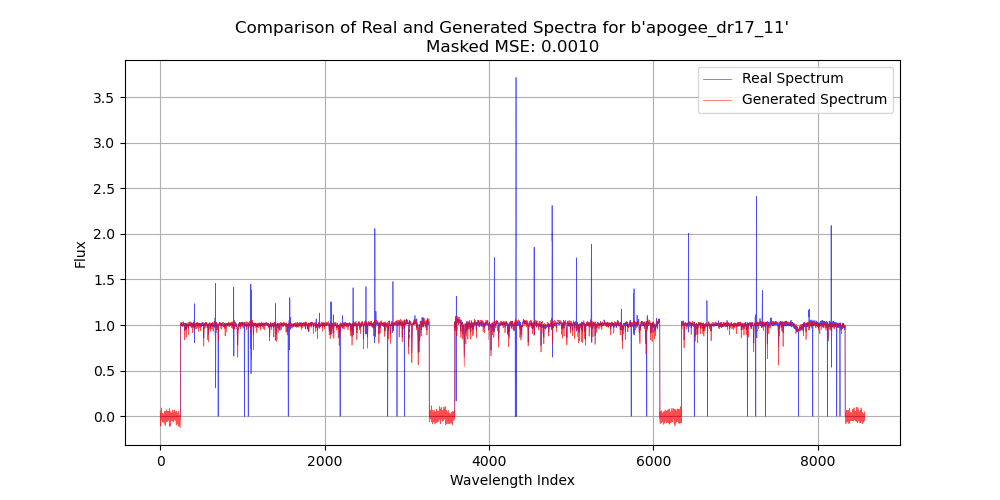 Comparison of Real and Generated Spectra for b'apogee_dr17_11'
Masked MSE: 0.0010
Real Spectrum
Generated Spectrum
Flux
3.5
3.0
2.5
2.0
1.5
1.0
0.5
0.0
0
2000
4000
6000
8000
Wavelength Index